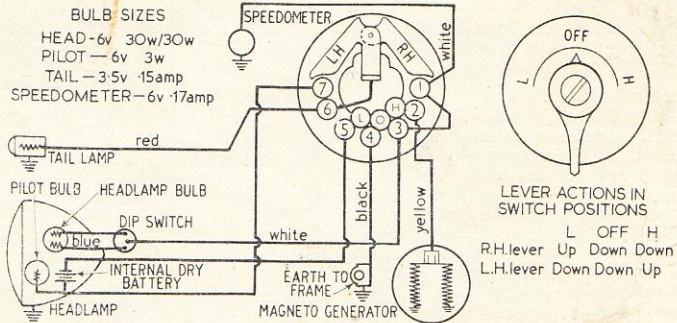 BULB SIZES
HEAD-6v 30w/30w
PILOT-6v 3w
TAIL-3·5v ·15amp
SPEEDOMETER-6v ·17amp
SPEEDOMETER
LH
RH
white
7
6
5
4
3
2
1
L
O
H
red
TAIL LAMP
PILOT BULB
HEADLAMP BULB
DIP SWITCH
blue
white
black
yellow
INTERNAL DRY
BATTERY
HEADLAMP
EARTH TO
FRAME
MAGNETO GENERATOR
OFF
L
H
LEVER ACTIONS IN
SWITCH POSITIONS
L OFF H
R.H.lever Up Down Down
L.H.lever Down Down Up